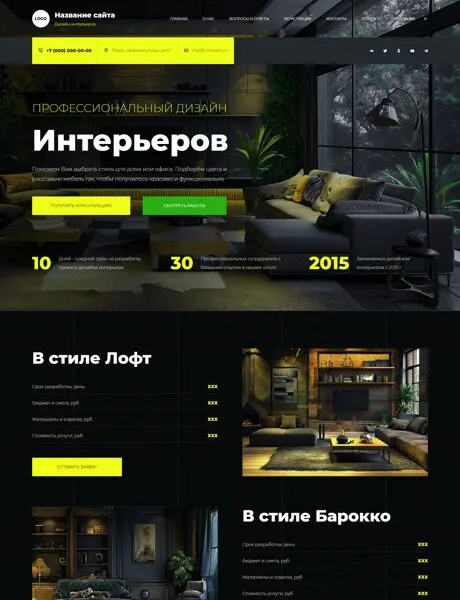 LOGO
Название сайта
Дизайн интерьеров
ГЛАВНАЯ
О НАС
ВОПРОСЫ И ОТВЕТЫ
РЕГИСТРАЦИЯ
КОНТАКТЫ
+7 (000) 000-00-00
Город, название улицы, дом 1
ПРОФЕССИОНАЛЬНЫЙ ДИЗАЙН
Интерьеров
Поможем Вам выбрать стиль для дома или офиса. Подберём цвета и
расставим мебель так, чтобы получилось красиво и функционально
ПОЛУЧИТЬ КОНСУЛЬТАЦИЮ
СМОТРЕТЬ РАБОТЫ
10
Дней - средний срок на разработку
проекта дизайна интерьера
30
Профессиональных сотрудников с
большим опытом в нашем штате
2015
Занимаемся дизайном
интерьеров с 2015 г
В стиле Лофт
Срок разработки, день XXX
Бюджет и смета, руб XXX
Материалы и отделка, руб XXX
Стоимость услуги, руб XXX
ОСТАВИТЬ ЗАЯВКУ
В стиле Барокко
Срок разработки, день XXX
Бюджет и смета, руб XXX
Материалы и отделка, руб XXX
Стоимость услуги, руб XXX